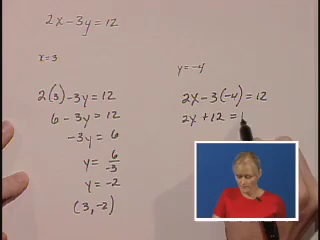 2x-3y=12
x=3
2(3)-3y=12
6-3y=12
-3y=6
y=6/-3
y=-2
(3,-2)
y=-4
2x-3(-4)=12
2x+12=1